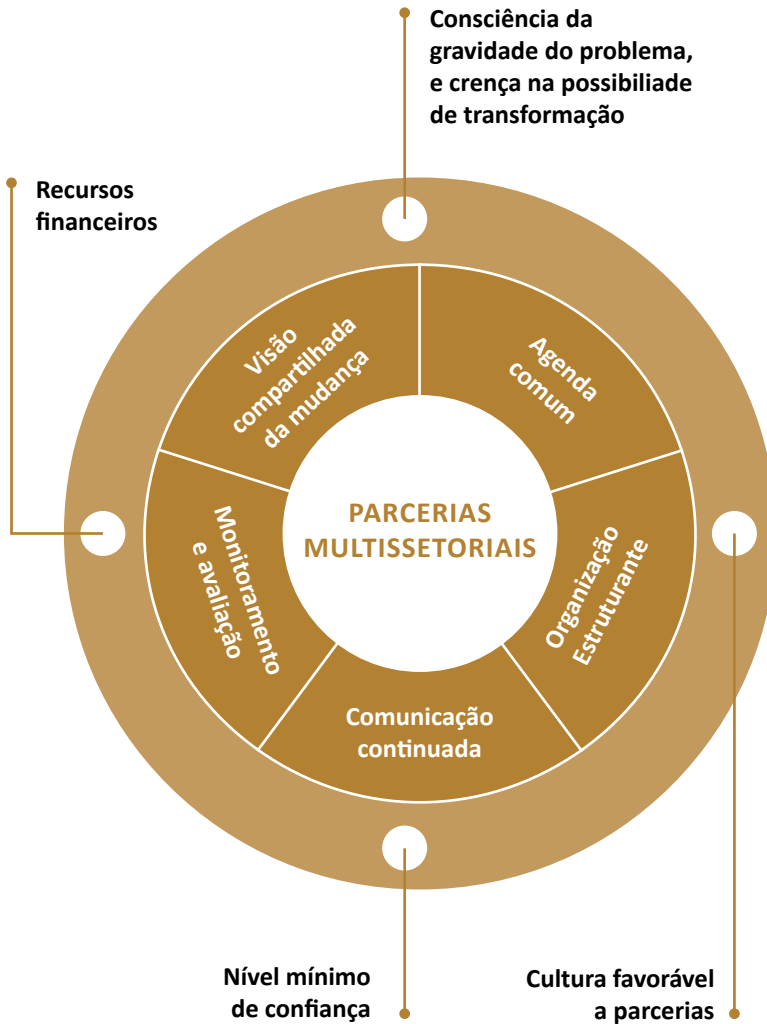 Consciência da
gravidade do problema,
e crença na possibiliade
de transformação
Recursos
financeiros
Visão
compartilhada
da mudança
Agenda
comum
PARCERIAS
MULTISSETORIAIS
Monitoramento
e avaliação
Organização
Estruturante
Comunicação
continuada
Nível mínimo
de confiança
Cultura favorável
a parcerias